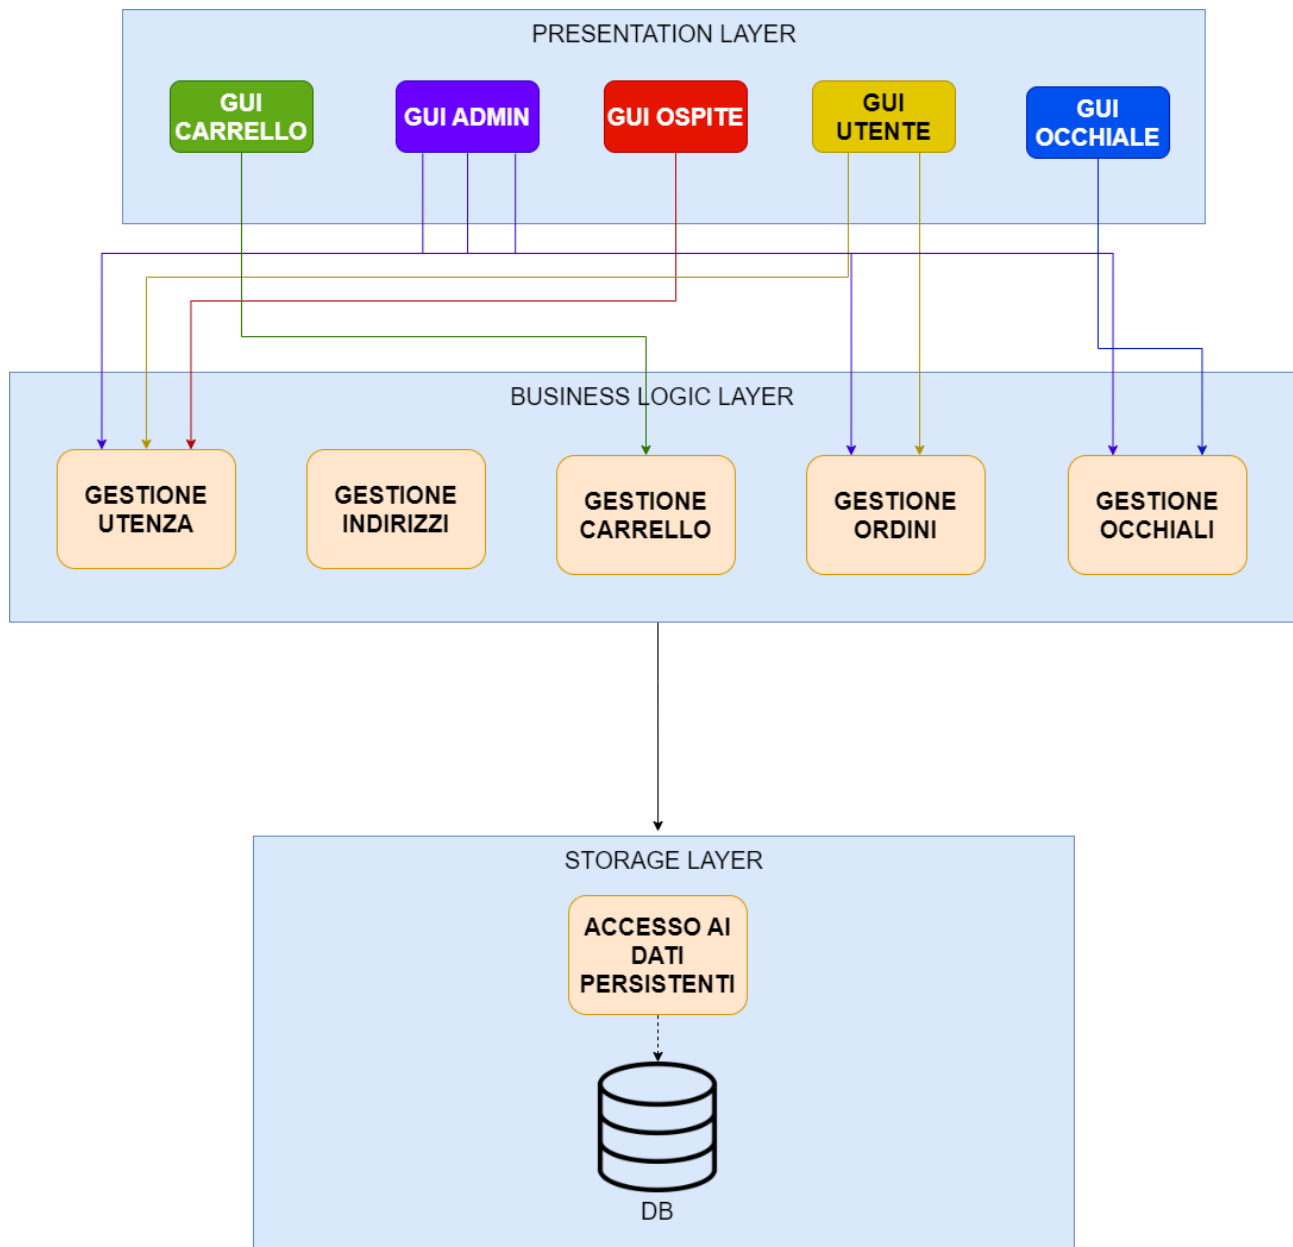 PRESENTATION LAYER
GUI
CARRELLO
GUI ADMIN
GUI OSPITE
GUI
UTENTE
GUI
OCCHIALE
BUSINESS LOGIC LAYER
GESTIONE
UTENZA
GESTIONE
INDIRIZZI
GESTIONE
CARRELLO
GESTIONE
ORDINI
GESTIONE
OCCHIALI
STORAGE LAYER
ACCESSO AI
DATI
PERSISTENTI
DB